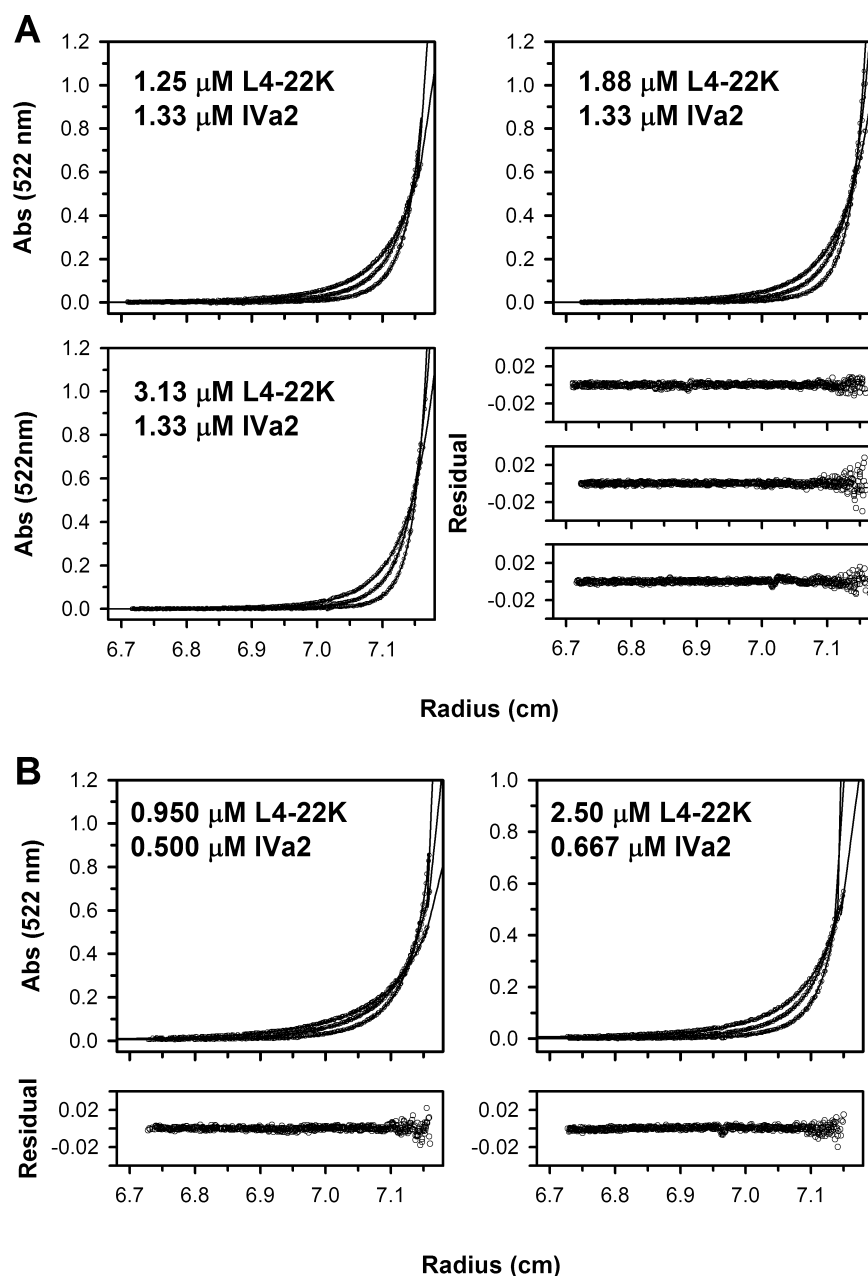 A
1.2
1.0
0.8
0.6
0.4
0.2
0.0
Abs (522 nm)
1.25 μM L4-22K
1.33 μM IVa2
1.2
1.0
0.8
0.6
0.4
0.2
0.0
1.88 μM L4-22K
1.33 μM IVa2
1.2
1.0
0.8
0.6
0.4
0.2
0.0
Abs (522nm)
3.13 μM L4-22K
1.33 μM IVa2
6.7 6.8 6.9 7.0 7.1
Residual
0.02
-0.02
0.02
-0.02
0.02
-0.02
6.7 6.8 6.9 7.0 7.1
Radius (cm)
B
1.2
1.0
0.8
0.6
0.4
0.2
0.0
Abs (522 nm)
0.950 μM L4-22K
0.500 μM IVa2
1.0
0.8
0.6
0.4
0.2
0.0
2.50 μM L4-22K
0.667 μM IVa2
Residual
0.02
-0.02
6.7 6.8 6.9 7.0 7.1
0.02
-0.02
6.7 6.8 6.9 7.0 7.1
Radius (cm)